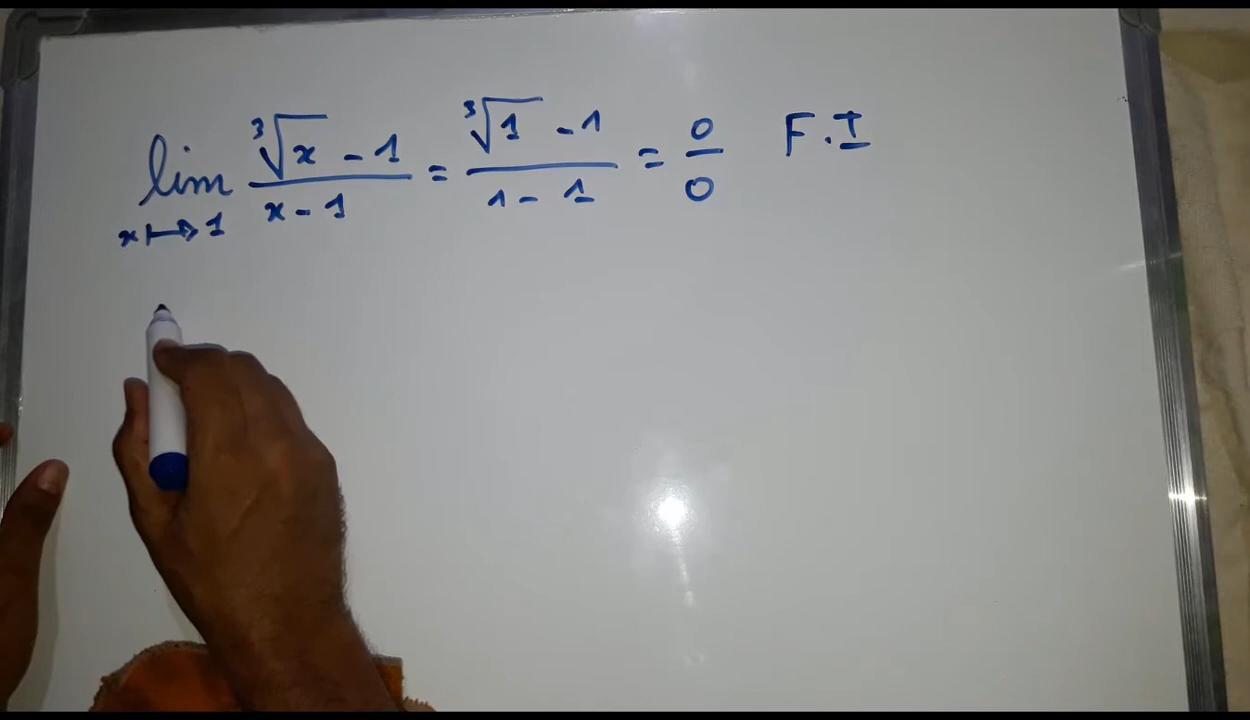 lim x↦1 (∛x - 1)/(x - 1) = (∛1 - 1)/(1 - 1) = 0/0 F.I